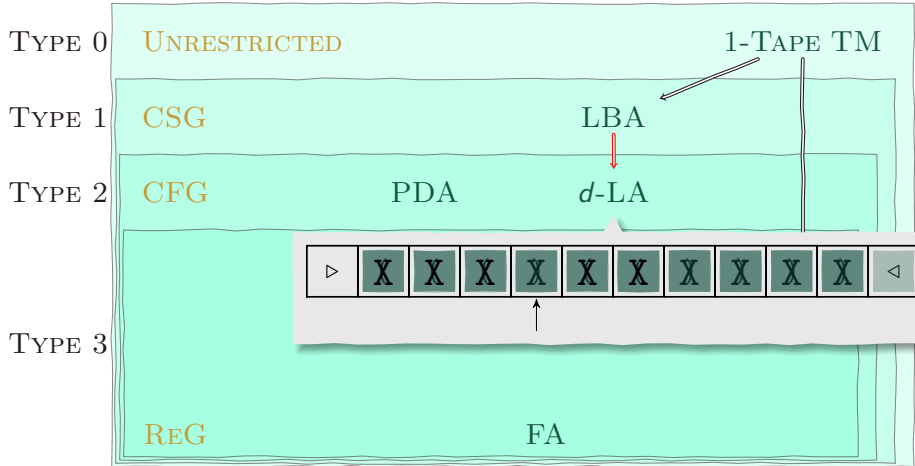 TYPE 0 UNRESTRICTED 1-TAPE TM
TYPE 1 CSG LBA
TYPE 2 CFG PDA d-LA
▷ X X X X X X X X X X ◁
TYPE 3
REG FA